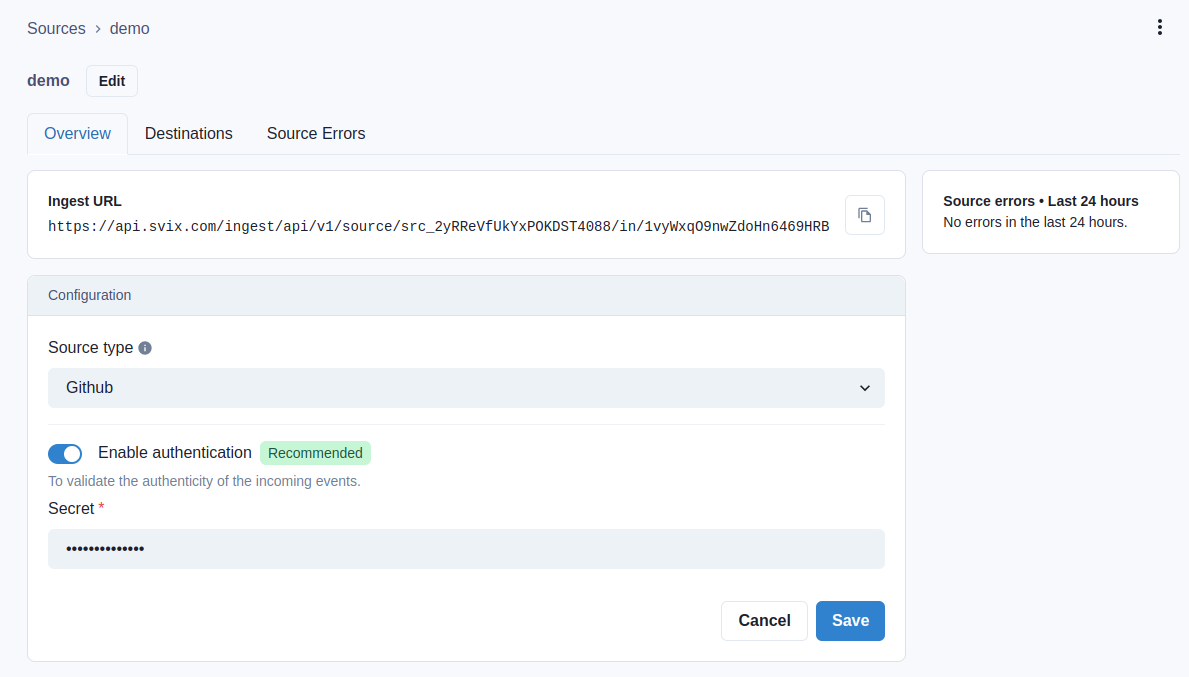 Sources › demo
demo Edit
Overview Destinations Source Errors
Ingest URL
https://api.svix.com/ingest/api/v1/source/src_2yRReVfUkYxPOKDST4088/in/1vyWxqO9nwZdoHn6469HRB
Source errors • Last 24 hours
No errors in the last 24 hours.
Configuration
Source type
Github
Enable authentication Recommended
To validate the authenticity of the incoming events.
Secret *
••••••••••••••
Cancel Save